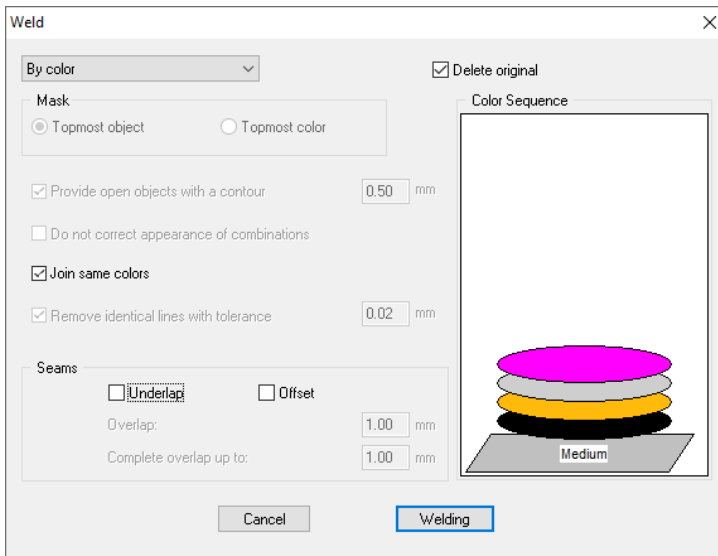 Weld
By color
Delete original
Mask
Topmost object
Topmost color
Color Sequence
Provide open objects with a contour
0.50 mm
Do not correct appearance of combinations
Join same colors
Remove identical lines with tolerance
0.02 mm
Seams
Underlap
Offset
Overlap:
1.00 mm
Complete overlap up to:
1.00 mm
Medium
Cancel
Welding